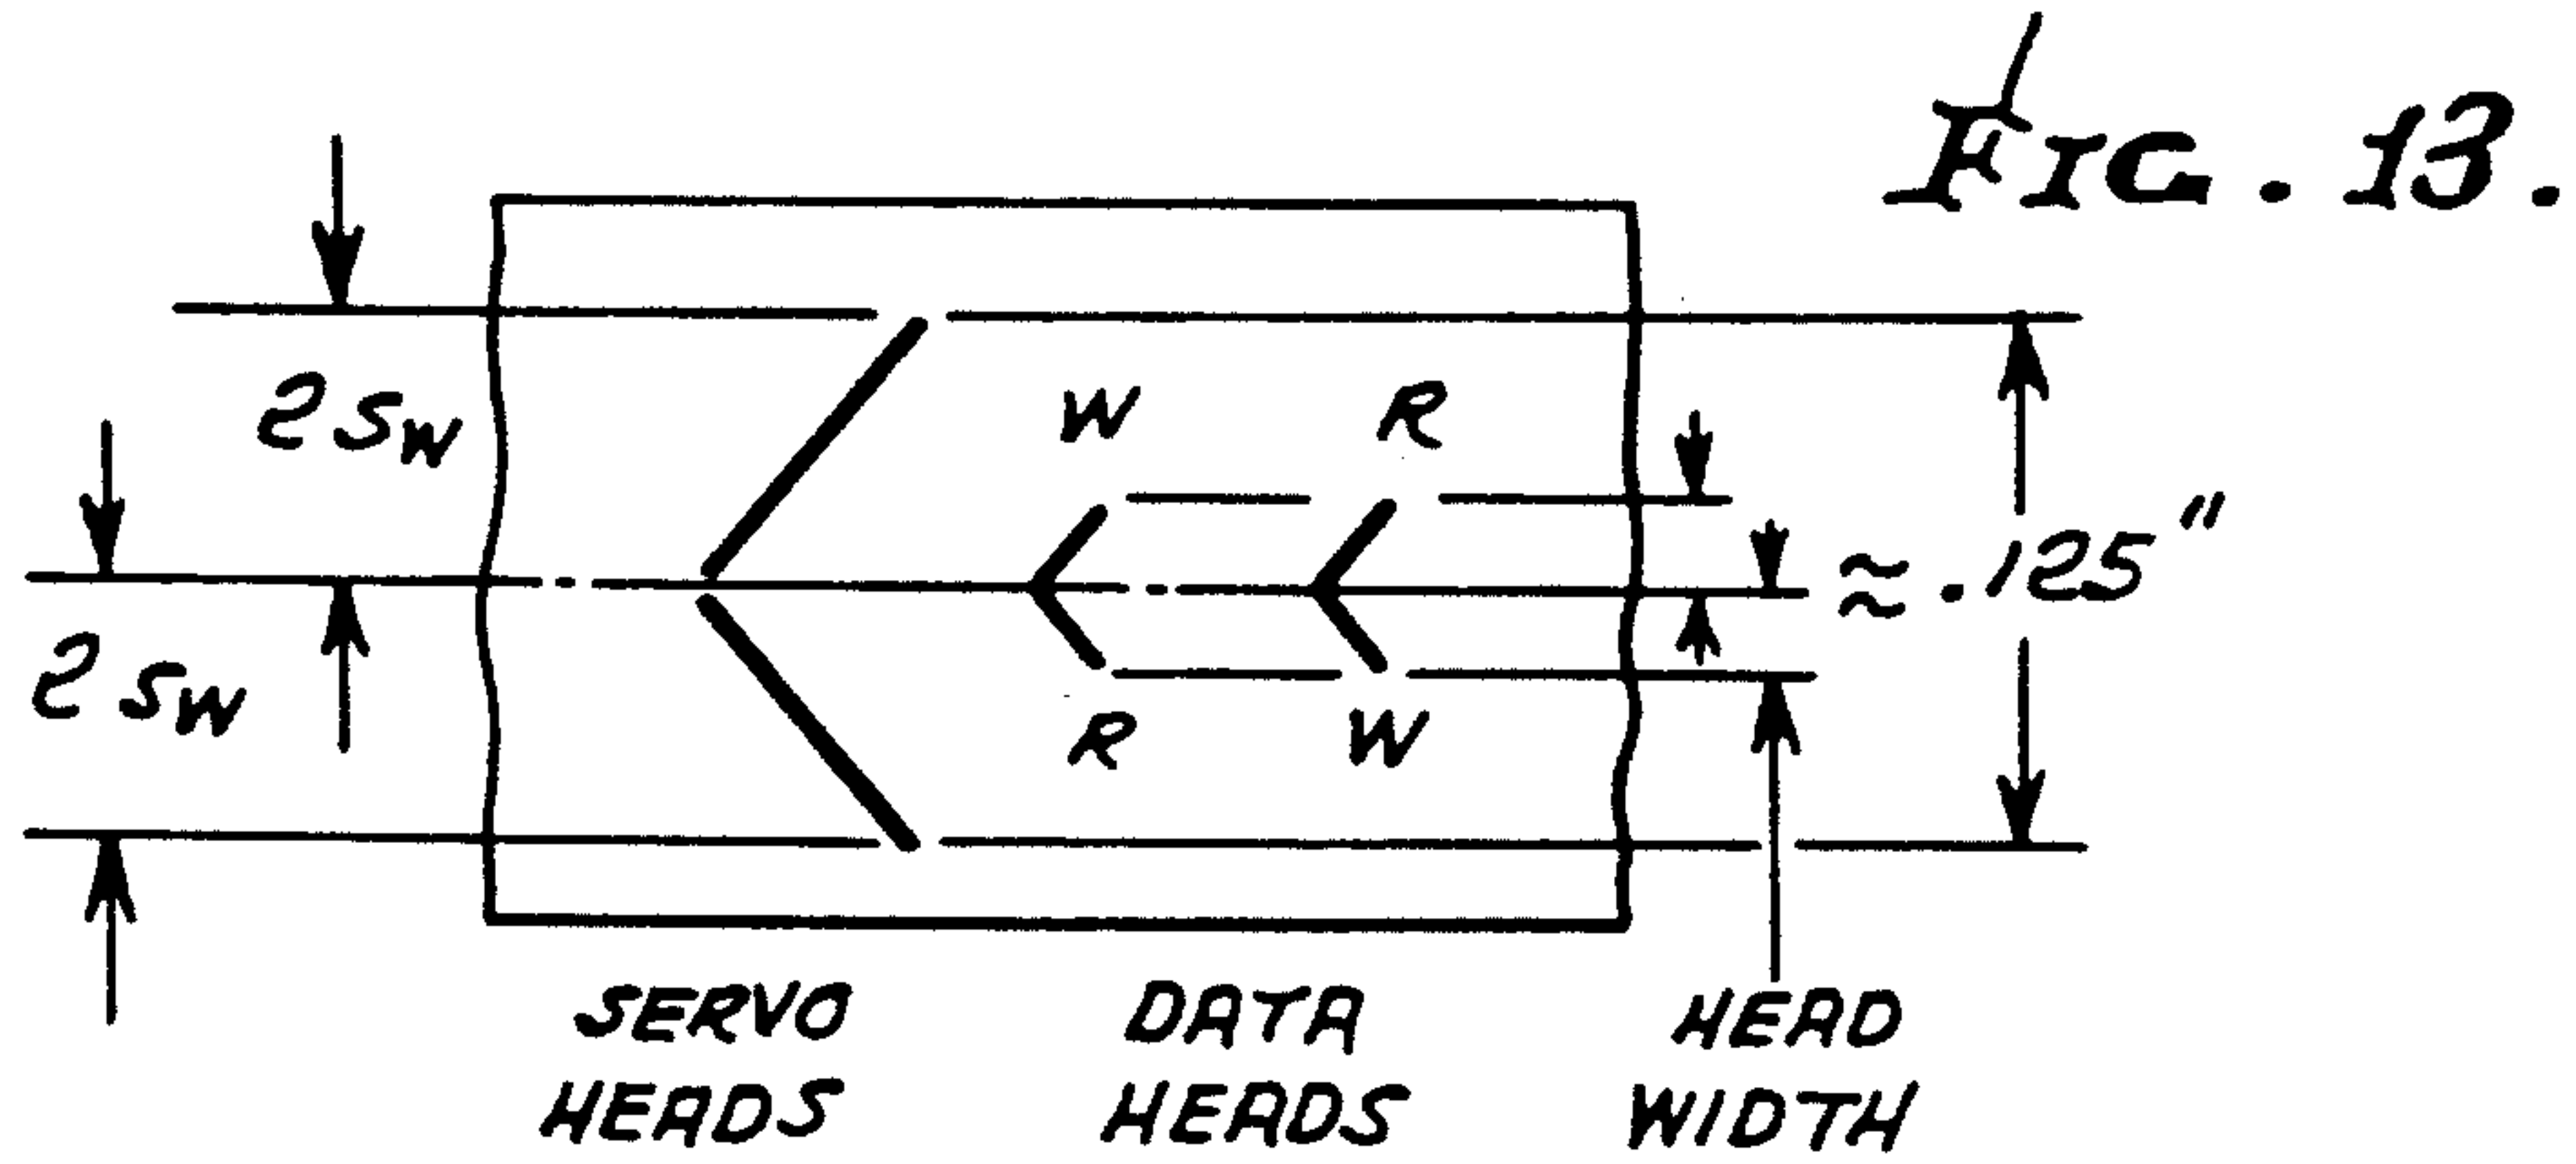 FIG. 13.
2 SW
W R
2 SW
≈ .125"
R W
SERVO HEADS
DATA HEADS
HEAD WIDTH